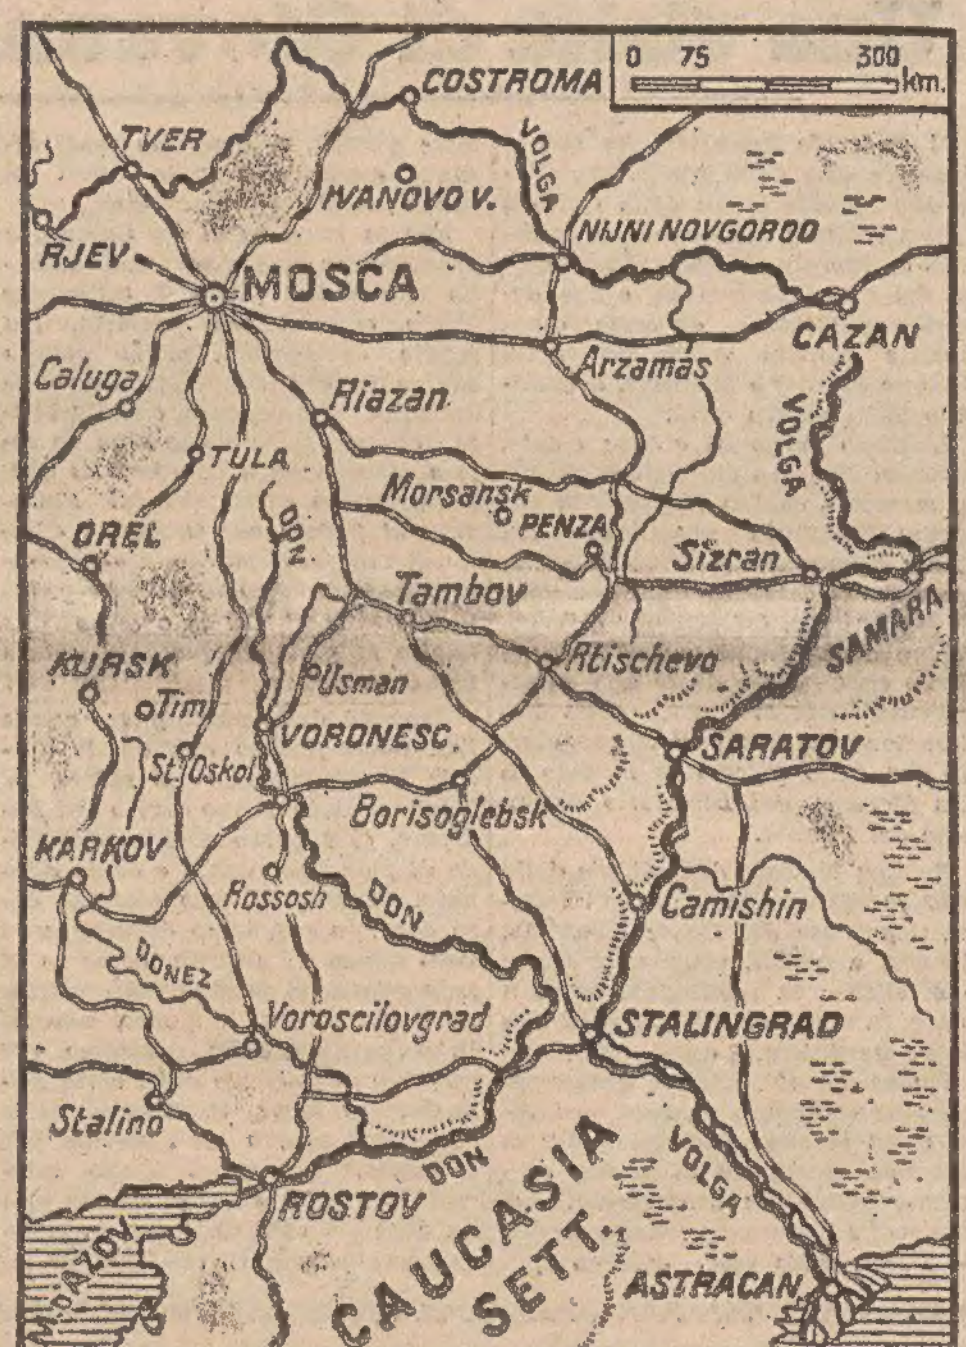 0 75 300
km.
COSTROMA
TVER
VOLGA
IVANOVO V.
NIJNI NOVGOROD
RJEV
MOSCA
CAZAN
Caluga
Arzamas
Riazan
VOLGA
TULA
Morsansk
DON
PENZA
OREL
Sizran
Tambov
SAMARA
KURSK
Rtischevo
Usman
Tim
VORONESC.
SARATOV
St. Oskol
Borisoglebsk
KARKOV
Rossosh
DON
Camishin
DONEZ
Voroscilovgrad
STALINGRAD
Stalino
DON
VOLGA
ROSTOV
CAUCASIA
SETT.
M. D'AZOV
ASTRACAN